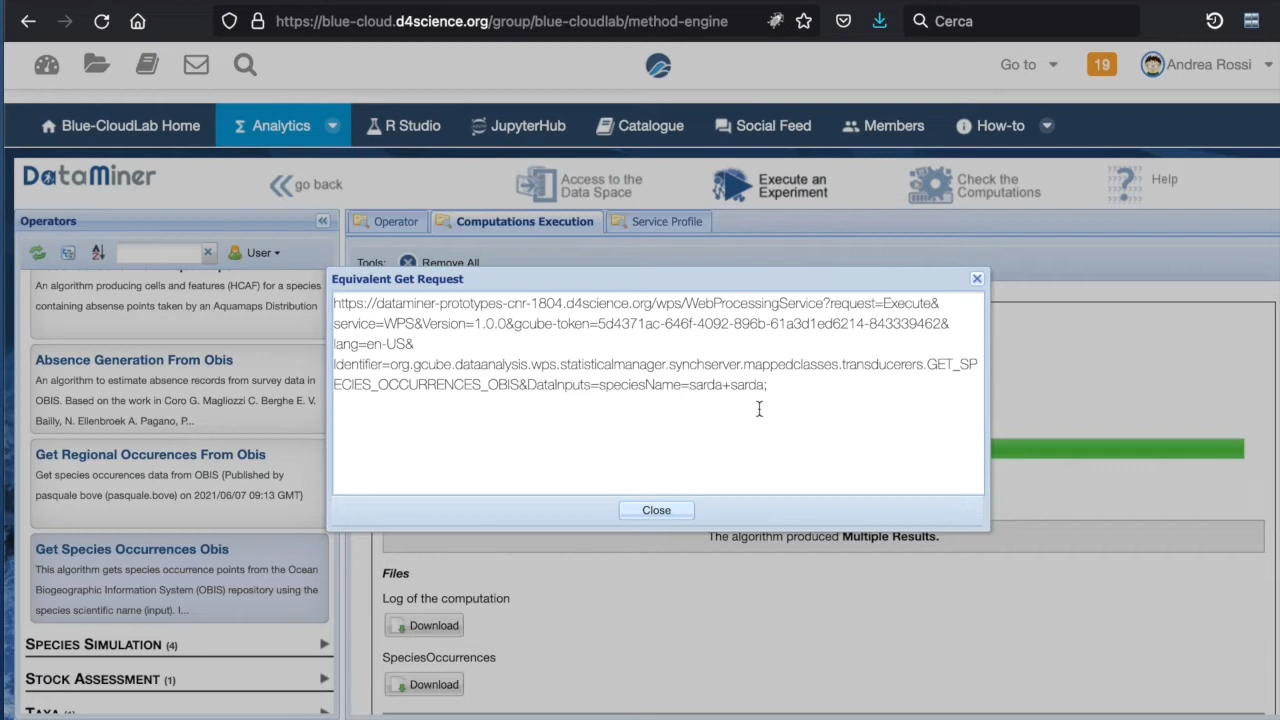 https://blue-cloud.d4science.org/group/blue-cloudlab/method-engine
Cerca
Go to
19
Andrea Rossi
Blue-CloudLab Home
Analytics
R Studio
JupyterHub
Catalogue
Social Feed
Members
How-to
DataMiner
go back
Access to the
Data Space
Execute an
Experiment
Check the
Computations
Help
Operators
Operator
Computations Execution
Service Profile
User
Tools:
Remove All
An algorithm producing cells and features (HCAF) for a species
containing absense points taken by an Aquamaps Distribution
Absence Generation From Obis
An algorithm to estimate absence records from survey data in
OBIS. Based on the work in Coro G. Magliozzi C. Berghe E. V.
Bailly, N. Ellenbroek A. Pagano, P...
Get Regional Occurences From Obis
Get species occurences data from OBIS {Published by
pasquale bove (pasquale.bove) on 2021/06/07 09:13 GMT}
Get Species Occurrences Obis
This algorithm gets species occurrence points from the Ocean
Biogeographic Information System (OBIS) repository using the
species scientific name (input). I...
SPECIES SIMULATION (4)
STOCK ASSESSMENT (1)
Equivalent Get Request
https://dataminer-prototypes-cnr-1804.d4science.org/wps/WebProcessingService?request=Execute&
service=WPS&Version=1.0.0&gcube-token=5d4371ac-646f-4092-896b-61a3d1ed6214-843339462&
lang=en-US&
Identifier=org.gcube.dataanalysis.wps.statisticalmanager.synchserver.mappedclasses.transducerers.GET_SP
ECIES_OCCURRENCES_OBIS&DataInputs=speciesName=sarda+sarda;
Close
The algorithm produced Multiple Results.
Files
Log of the computation
Download
SpeciesOccurrences
Download